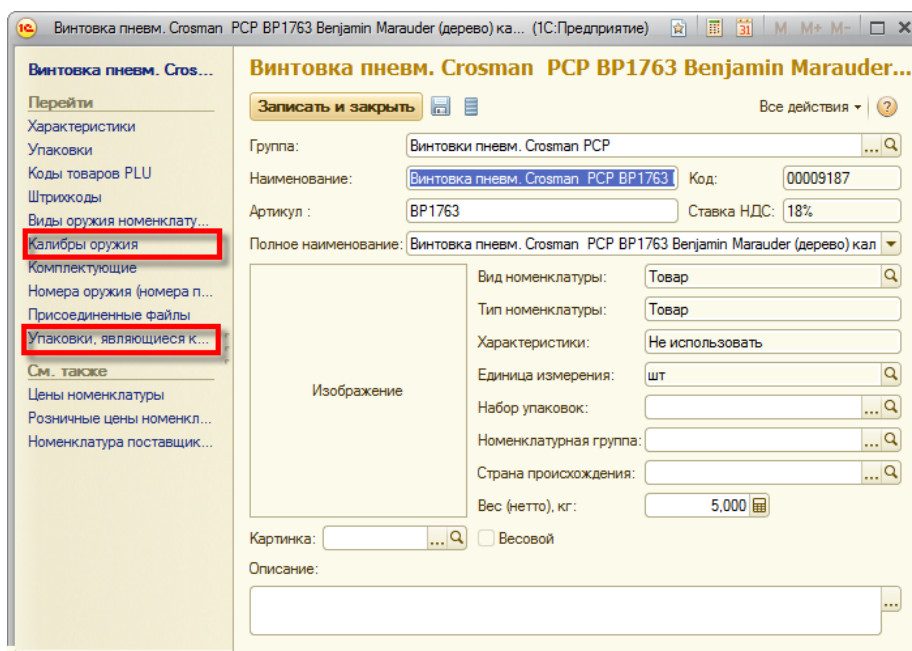 Винтовка пневм. Crosman PCP BP1763 Benjamin Marauder (дерево) ка... (1С:Предприятие)
31 M M+ M-
Винтовка пневм. Cros...
Перейти
Характеристики
Упаковки
Коды товаров PLU
Штрихкоды
Виды оружия номенклату...
Калибры оружия
Комплектующие
Номера оружия (номера п...
Присоединенные файлы
Упаковки, являющиеся к...
См. также
Цены номенклатуры
Розничные цены номенкл...
Номенклатура поставщик...
Винтовка пневм. Crosman PCP BP1763 Benjamin Marauder...
Записать и закрыть
Все действия
Группа: Винтовки пневм. Crosman PCP ...
Наименование: Винтовка пневм. Crosman PCP BP1763 Код: 00009187
Артикул : BP1763 Ставка НДС: 18%
Полное наименование: Винтовка пневм. Crosman PCP BP1763 Benjamin Marauder (дерево) кал
Изображение
Вид номенклатуры: Товар
Тип номенклатуры: Товар
Характеристики: Не использовать
Единица измерения: шт
Набор упаковок: ...
Номенклатурная группа: ...
Страна происхождения: ...
Вес (нетто), кг: 5,000
Картинка: ... Весовой
Описание:
...